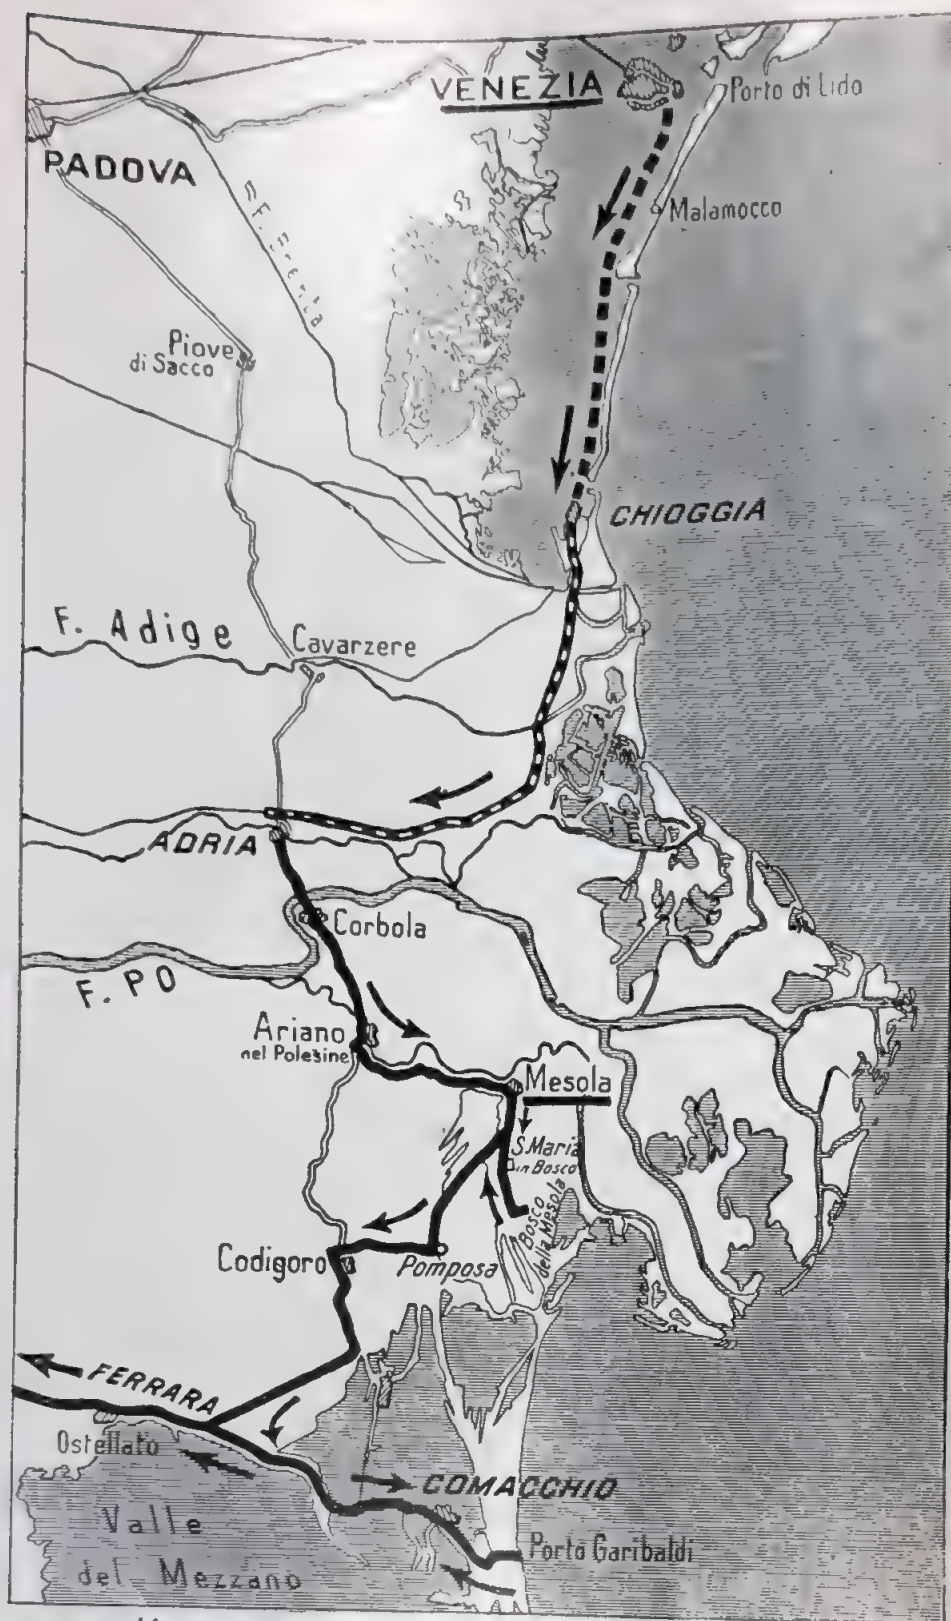 VENEZIA
Porto di Lido
PADOVA
F. Brenta
Malamocco
Piove
di Sacco
CHIOGGIA
F. Adige
Cavarzere
ADRIA
Corbola
F. PO
Ariano
nel Polesine
Mesola
S. Maria
in Bosco
Bosco
della Mesola
Codigoro
Pomposa
FERRARA
Ostellato
COMACCHIO
Valle
del Mezzano
Porto Garibaldi